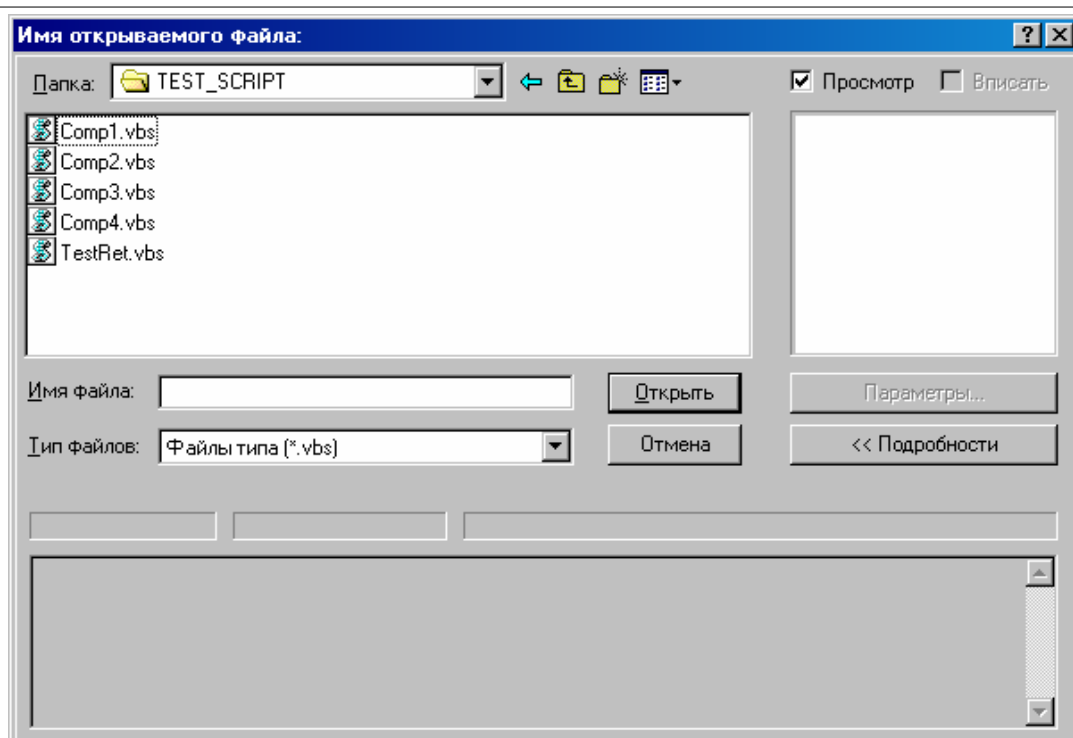 Имя открываемого файла:
Папка: TEST_SCRIPT
Просмотр Вписать
Comp1.vbs
Comp2.vbs
Comp3.vbs
Comp4.vbs
TestRet.vbs
Имя файла: Открыть Параметры...
Тип файлов: Файлы типа (*.vbs) Отмена << Подробности